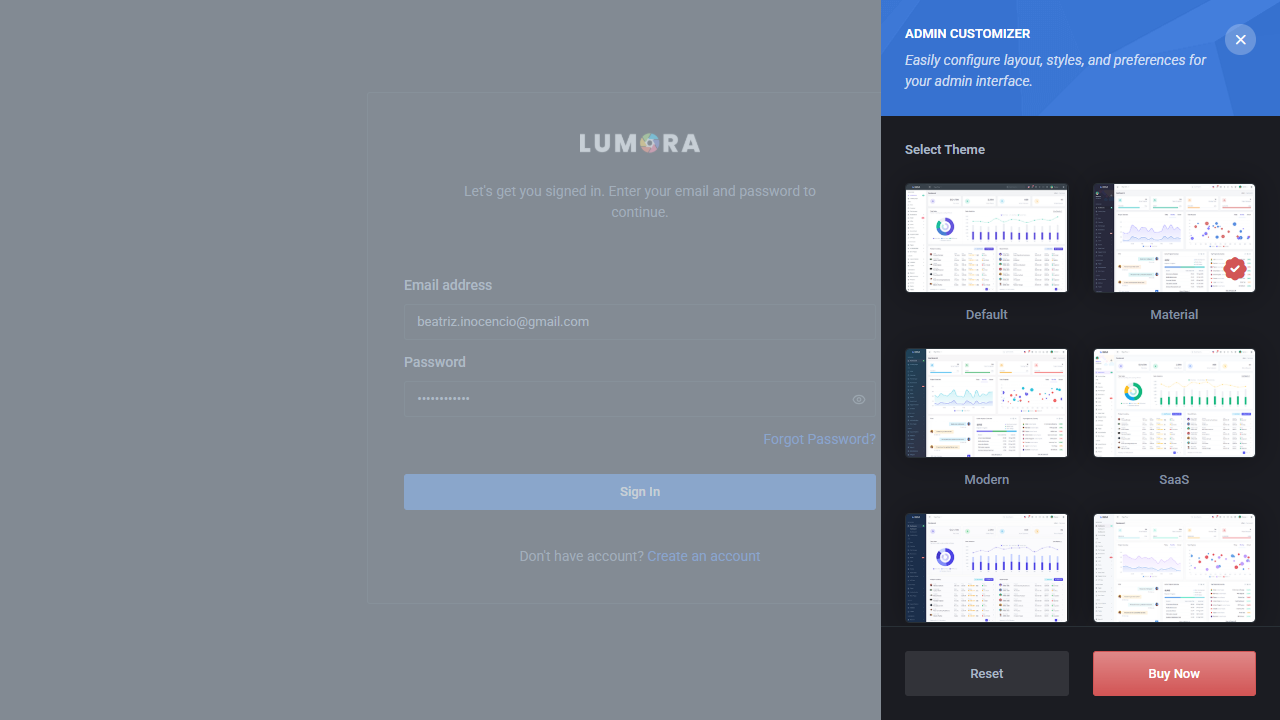 LUMORA
Let's get you signed in. Enter your email and password to
continue.
Email address
beatriz.inocencio@gmail.com
Password
••••••••••••
Forgot Password?
Sign In
Don't have account? Create an account
ADMIN CUSTOMIZER
Easily configure layout, styles, and preferences for
your admin interface.
Select Theme
Default
Material
Modern
SaaS
Reset
Buy Now